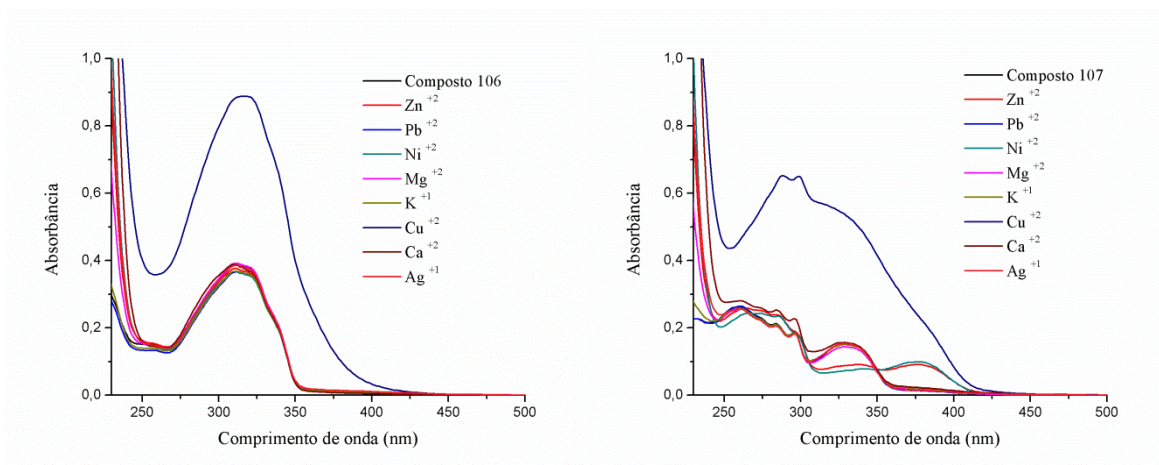 1,0
0,8
0,6
0,4
0,2
0,0
Absorbância
250 300 350 400 450 500
Comprimento de onda (nm)
Composto 106
Zn +2
Pb +2
Ni +2
Mg +2
K +1
Cu +2
Ca +2
Ag +1
1,0
0,8
0,6
0,4
0,2
0,0
Absorbância
250 300 350 400 450 500
Comprimento de onda (nm)
Composto 107
Zn +2
Pb +2
Ni +2
Mg +2
K +1
Cu +2
Ca +2
Ag +1